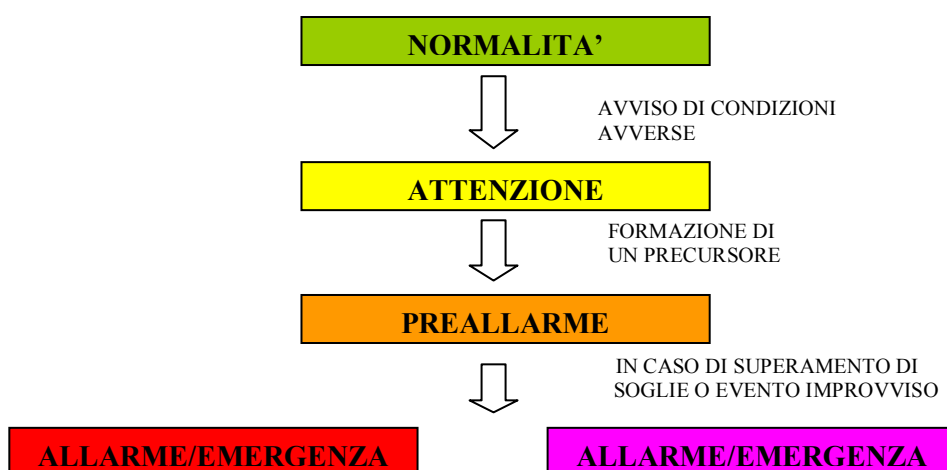 NORMALITA’
AVVISO DI CONDIZIONI
AVVERSE
ATTENZIONE
FORMAZIONE DI
UN PRECURSORE
PREALLARME
IN CASO DI SUPERAMENTO DI
SOGLIE O EVENTO IMPROVVISO
ALLARME/EMERGENZA
ALLARME/EMERGENZA